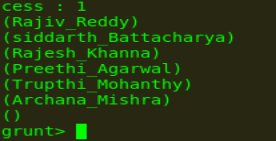 cess : 1
(Rajiv_Reddy)
(siddarth_Battacharya)
(Rajesh_Khanna)
(Preethi_Agarwal)
(Trupthi_Mohanthy)
(Archana_Mishra)
()
grunt>